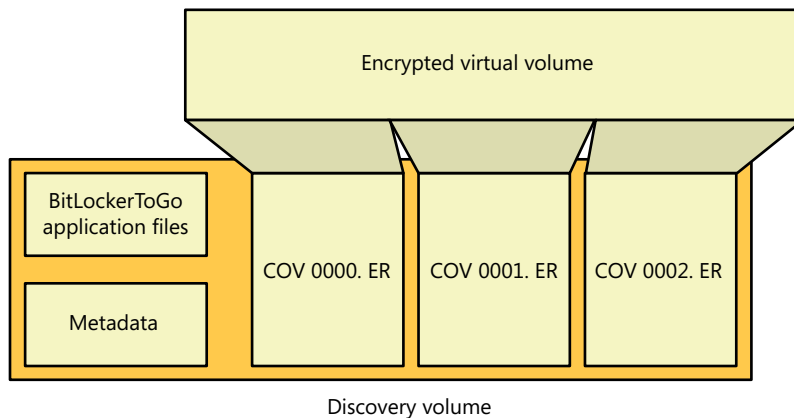 Encrypted virtual volume
BitLockerToGo
application files
COV 0000. ER
COV 0001. ER
COV 0002. ER
Metadata
Discovery volume